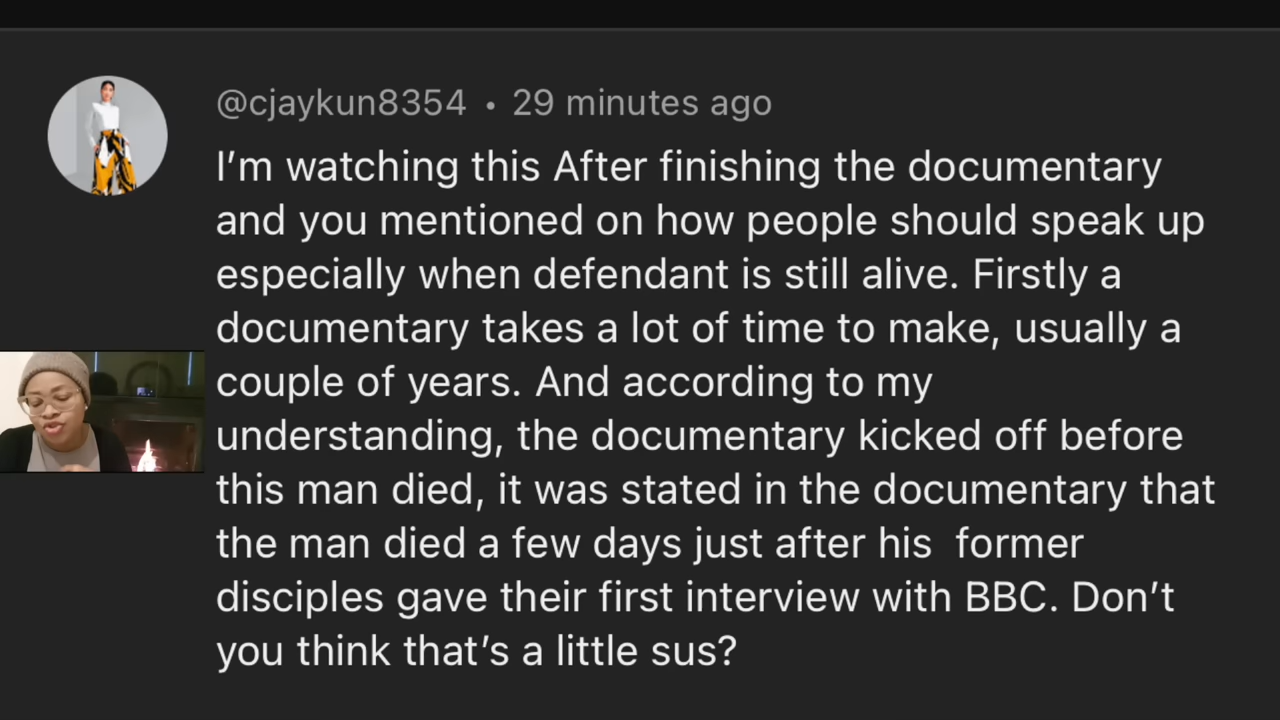 @cjaykun8354 • 29 minutes ago
I’m watching this After finishing the documentary
and you mentioned on how people should speak up
especially when defendant is still alive. Firstly a
documentary takes a lot of time to make, usually a
couple of years. And according to my
understanding, the documentary kicked off before
this man died, it was stated in the documentary that
the man died a few days just after his  former
disciples gave their first interview with BBC. Don’t
you think that’s a little sus?